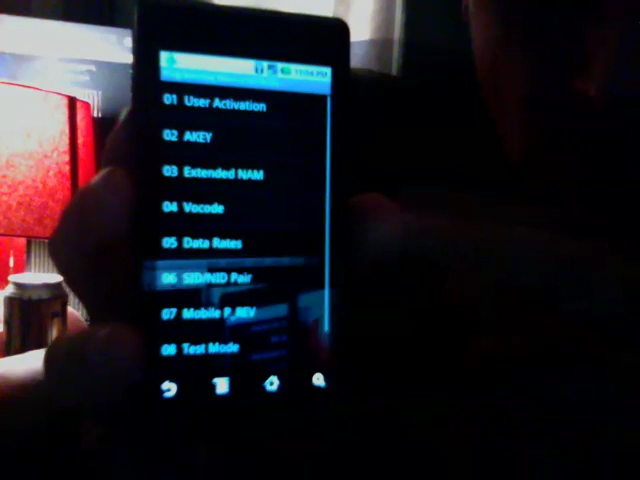 01 User Activation
02 AKEY
03 Extended NAM
04 Vocode
05 Data Rates
06 SID/NID Pair
07 Mobile P_REV
08 Test Mode